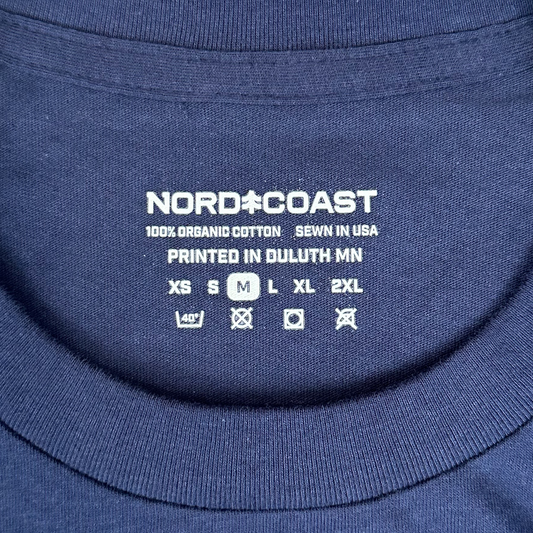 NORD COAST
100% ORGANIC COTTON SEWN IN USA
PRINTED IN DULUTH MN
XS S M L XL 2XL
40°